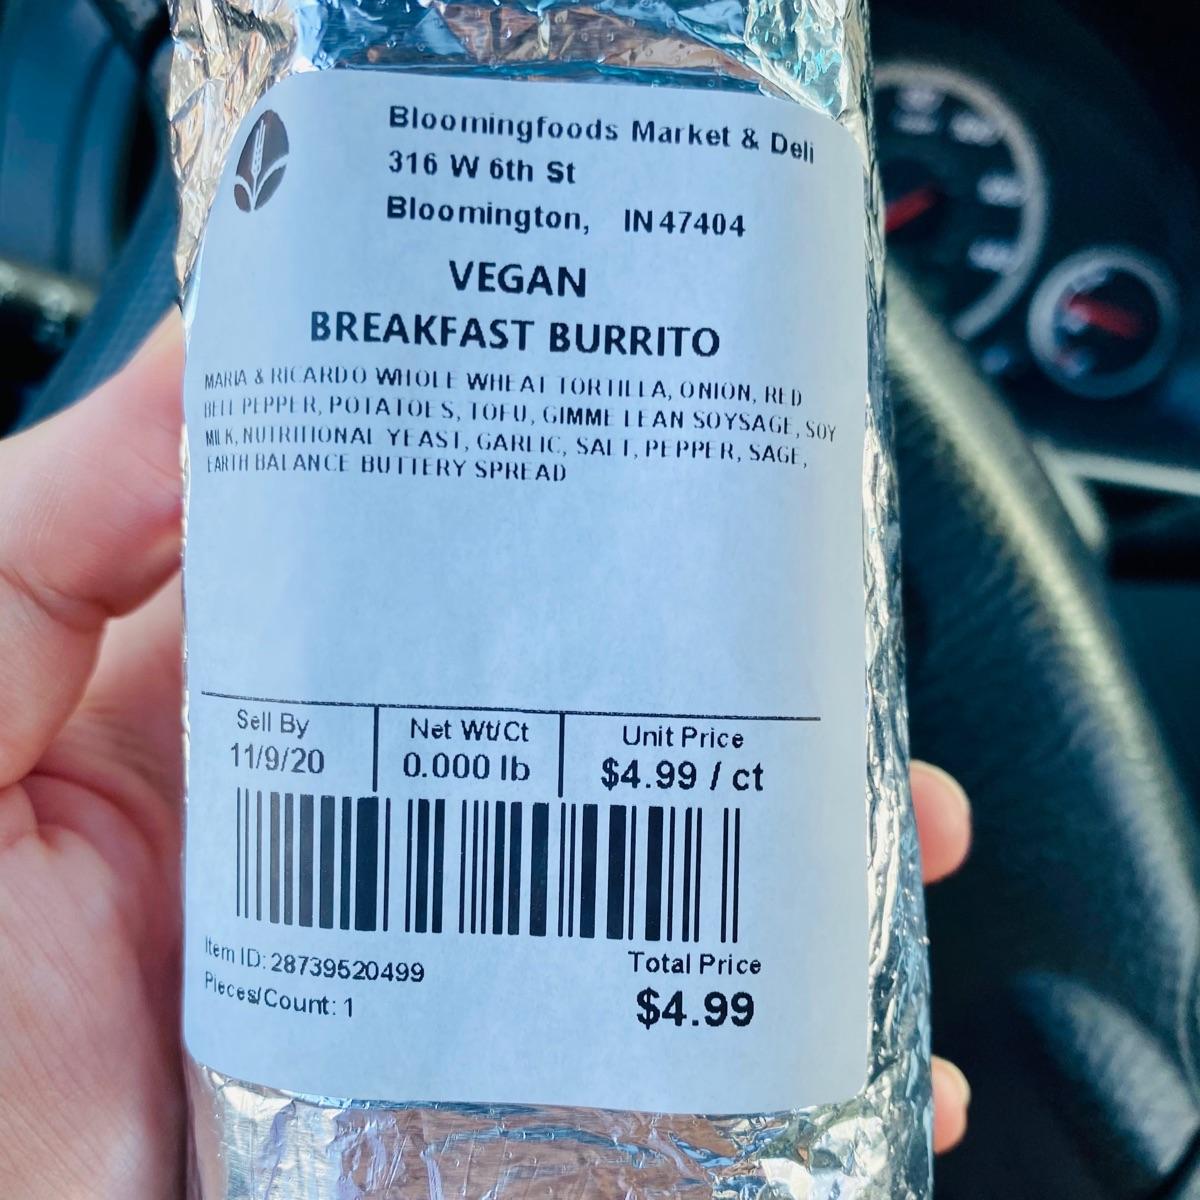 Bloomingfoods Market & Deli
316 W 6th St
Bloomington, IN 47404
VEGAN
BREAKFAST BURRITO
MARIA & RICARDO WHOLE WHEAT TORTILLA, ONION, RED
BELL PEPPER, POTATOES, TOFU, GIMME LEAN SOYSAGE, SOY
MILK, NUTRITIONAL YEAST, GARLIC, SALT, PEPPER, SAGE,
EARTH BALANCE BUTTERY SPREAD
Sell By Net Wt/Ct Unit Price
11/9/20 0.000 lb $4.99 / ct
Item ID: 28739520499 Total Price
Pieces/Count: 1 $4.99